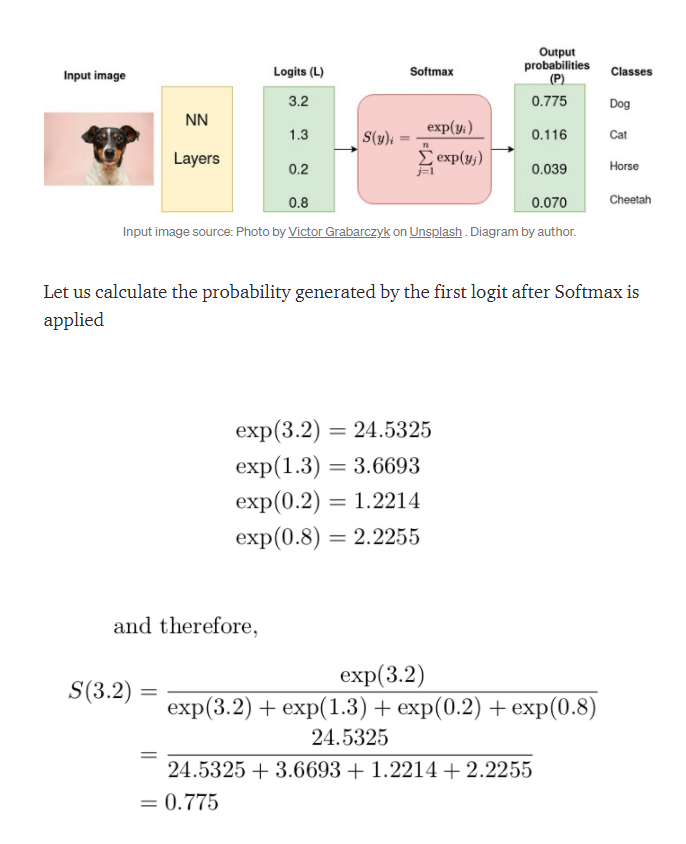 Input image
Logits (L)
Softmax
Output
probabilities
(P)
Classes
NN
Layers
3.2
1.3
0.2
0.8
S(y)ᵢ = exp(yᵢ) / ∑ⱼ₌₁ⁿ exp(yⱼ)
0.775
0.116
0.039
0.070
Dog
Cat
Horse
Cheetah
Input image source: Photo by Victor Grabarczyk on Unsplash . Diagram by author.
Let us calculate the probability generated by the first logit after Softmax is
applied
exp(3.2) = 24.5325
exp(1.3) = 3.6693
exp(0.2) = 1.2214
exp(0.8) = 2.2255
and therefore,
S(3.2) = exp(3.2) / exp(3.2) + exp(1.3) + exp(0.2) + exp(0.8)
= 24.5325 / 24.5325 + 3.6693 + 1.2214 + 2.2255
= 0.775